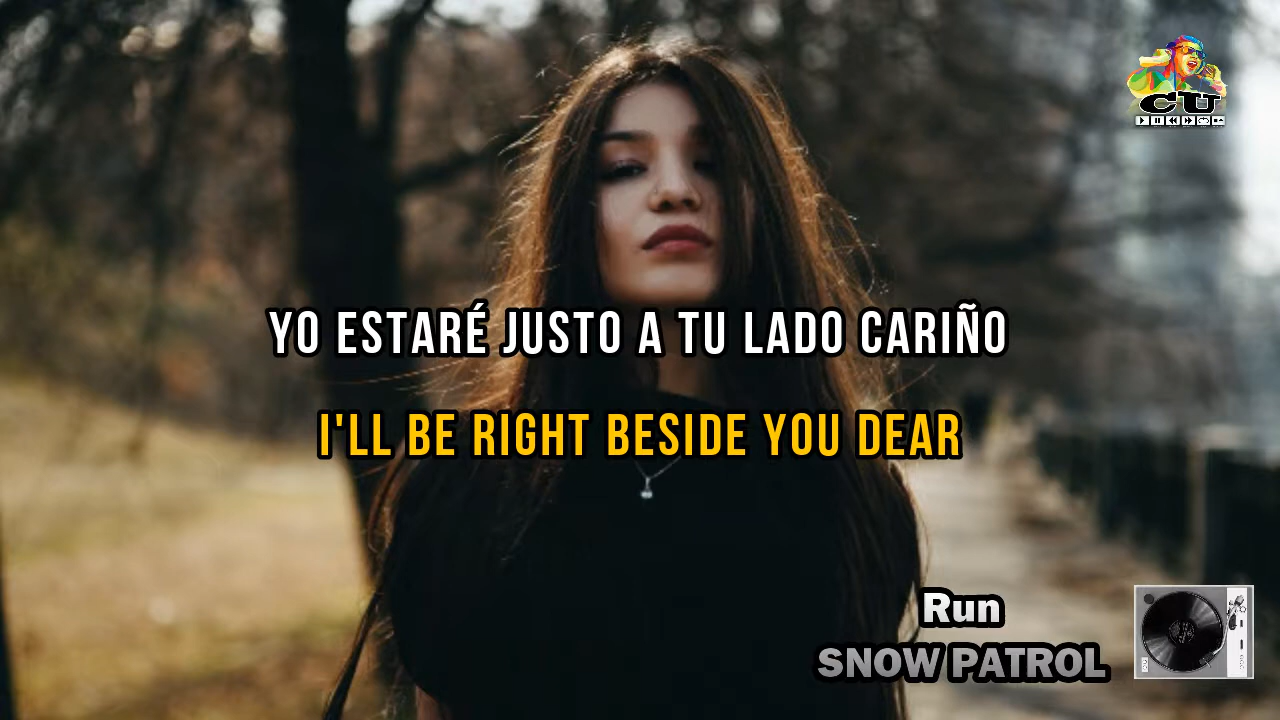 CU
YO ESTARÉ JUSTO A TU LADO CARIÑO
I'LL BE RIGHT BESIDE YOU DEAR
Run
SNOW PATROL